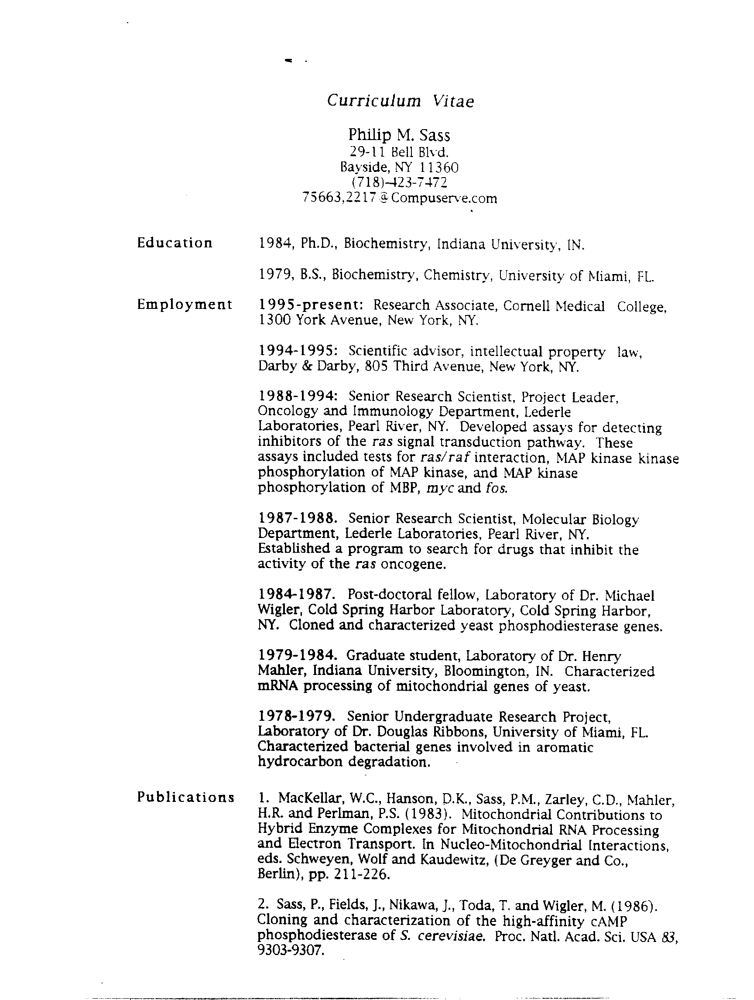 Curriculum Vitae
Philip M. Sass
29-11 Bell Blvd.
Bayside, NY 11360
(718)-423-7472
75663,2217 @ Compuserve.com
Education 1984, Ph.D., Biochemistry, Indiana University, IN.
1979, B.S., Biochemistry, Chemistry, University of Miami, FL.
Employment 1995-present: Research Associate, Cornell Medical College,
1300 York Avenue, New York, NY.
1994-1995: Scientific advisor, intellectual property law,
Darby & Darby, 805 Third Avenue, New York, NY.
1988-1994: Senior Research Scientist, Project Leader,
Oncology and Immunology Department, Lederle
Laboratories, Pearl River, NY. Developed assays for detecting
inhibitors of the ras signal transduction pathway. These
assays included tests for ras/raf interaction, MAP kinase kinase
phosphorylation of MAP kinase, and MAP kinase
phosphorylation of MBP, myc and fos.
1987-1988. Senior Research Scientist, Molecular Biology
Department, Lederle Laboratories, Pearl River, NY.
Established a program to search for drugs that inhibit the
activity of the ras oncogene.
1984-1987. Post-doctoral fellow, Laboratory of Dr. Michael
Wigler, Cold Spring Harbor Laboratory, Cold Spring Harbor,
NY. Cloned and characterized yeast phosphodiesterase genes.
1979-1984. Graduate student, Laboratory of Dr. Henry
Mahler, Indiana University, Bloomington, IN. Characterized
mRNA processing of mitochondrial genes of yeast.
1978-1979. Senior Undergraduate Research Project,
Laboratory of Dr. Douglas Ribbons, University of Miami, FL.
Characterized bacterial genes involved in aromatic
hydrocarbon degradation.
Publications 1. MacKellar, W.C., Hanson, D.K., Sass, P.M., Zarley, C.D., Mahler,
H.R. and Perlman, P.S. (1983). Mitochondrial Contributions to
Hybrid Enzyme Complexes for Mitochondrial RNA Processing
and Electron Transport. In Nucleo-Mitochondrial Interactions,
eds. Schweyen, Wolf and Kaudewitz, (De Greyger and Co.,
Berlin), pp. 211-226.
2. Sass, P., Fields, J., Nikawa, J., Toda, T. and Wigler, M. (1986).
Cloning and characterization of the high-affinity cAMP
phosphodiesterase of S. cerevisiae. Proc. Natl. Acad. Sci. USA 83,
9303-9307.